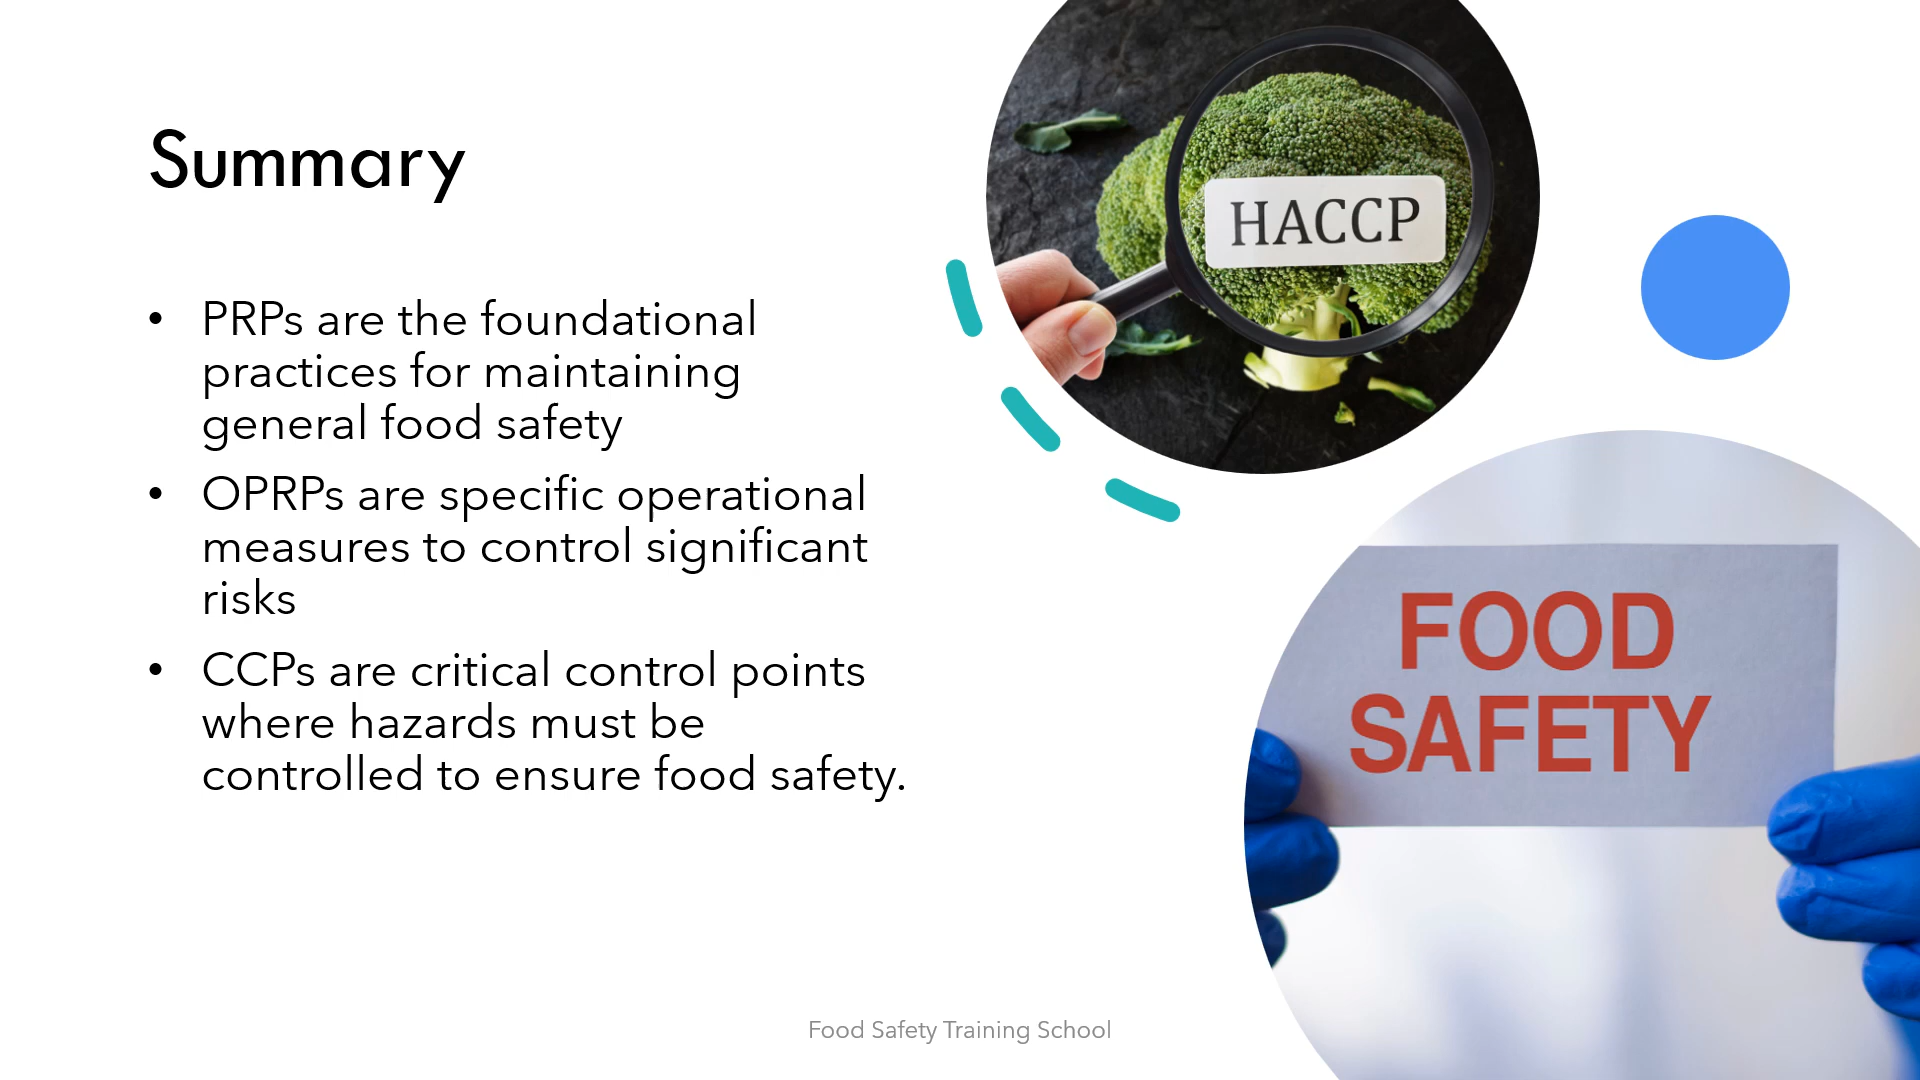 Summary
• PRPs are the foundational
practices for maintaining
general food safety
• OPRPs are specific operational
measures to control significant
risks
• CCPs are critical control points
where hazards must be
controlled to ensure food safety.
HACCP
FOOD
SAFETY
Food Safety Training School